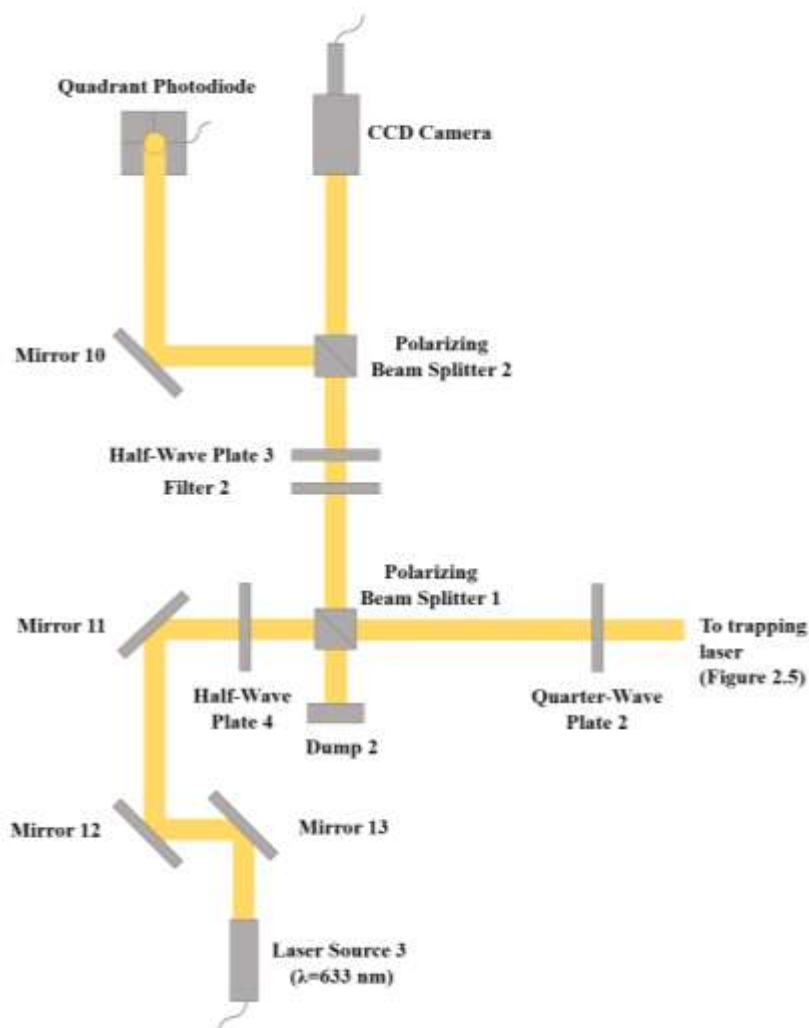 Quadrant Photodiode
CCD Camera
Mirror 10
Polarizing
Beam Splitter 2
Half-Wave Plate 3
Filter 2
Polarizing
Beam Splitter 1
Mirror 11
To trapping
laser
(Figure 2.5)
Half-Wave
Plate 4
Quarter-Wave
Plate 2
Dump 2
Mirror 12
Mirror 13
Laser Source 3
(λ=633 nm)